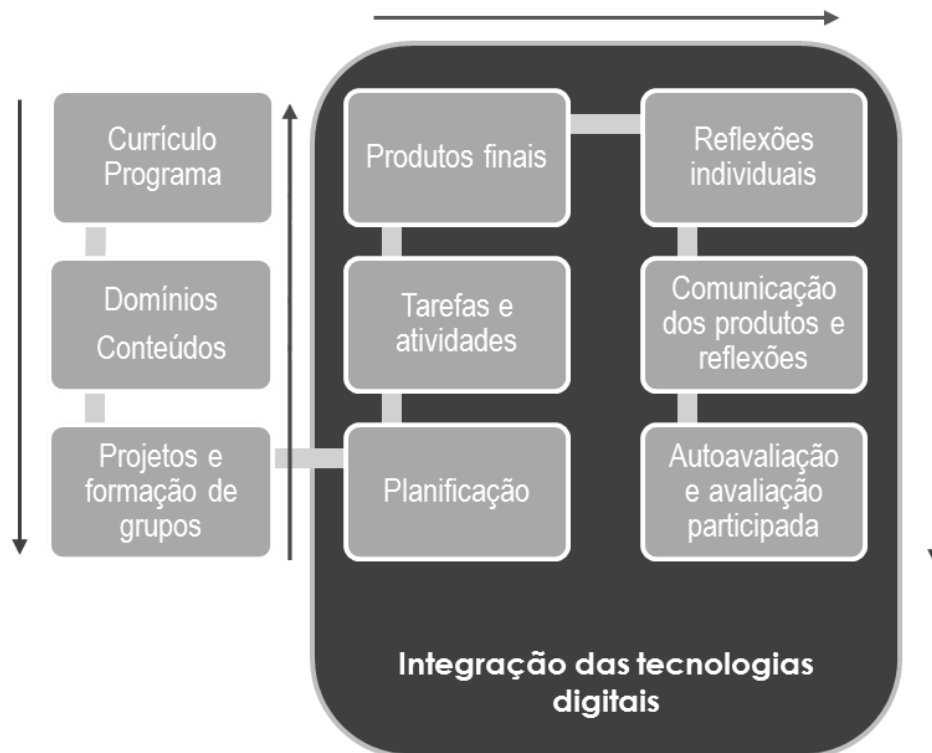 Currículo
Programa
Domínios
Conteúdos
Projetos e
formação de
grupos
Planificação
Tarefas e
atividades
Produtos finais
Reflexões
individuais
Comunicação
dos produtos e
reflexões
Autoavaliação
e avaliação
participada
Integração das tecnologias
digitais